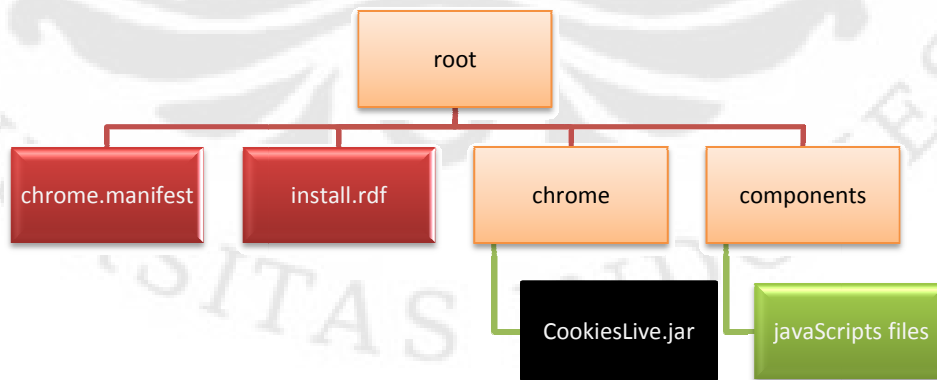 root
chrome.manifest
install.rdf
chrome
components
CookiesLive.jar
javaScripts files